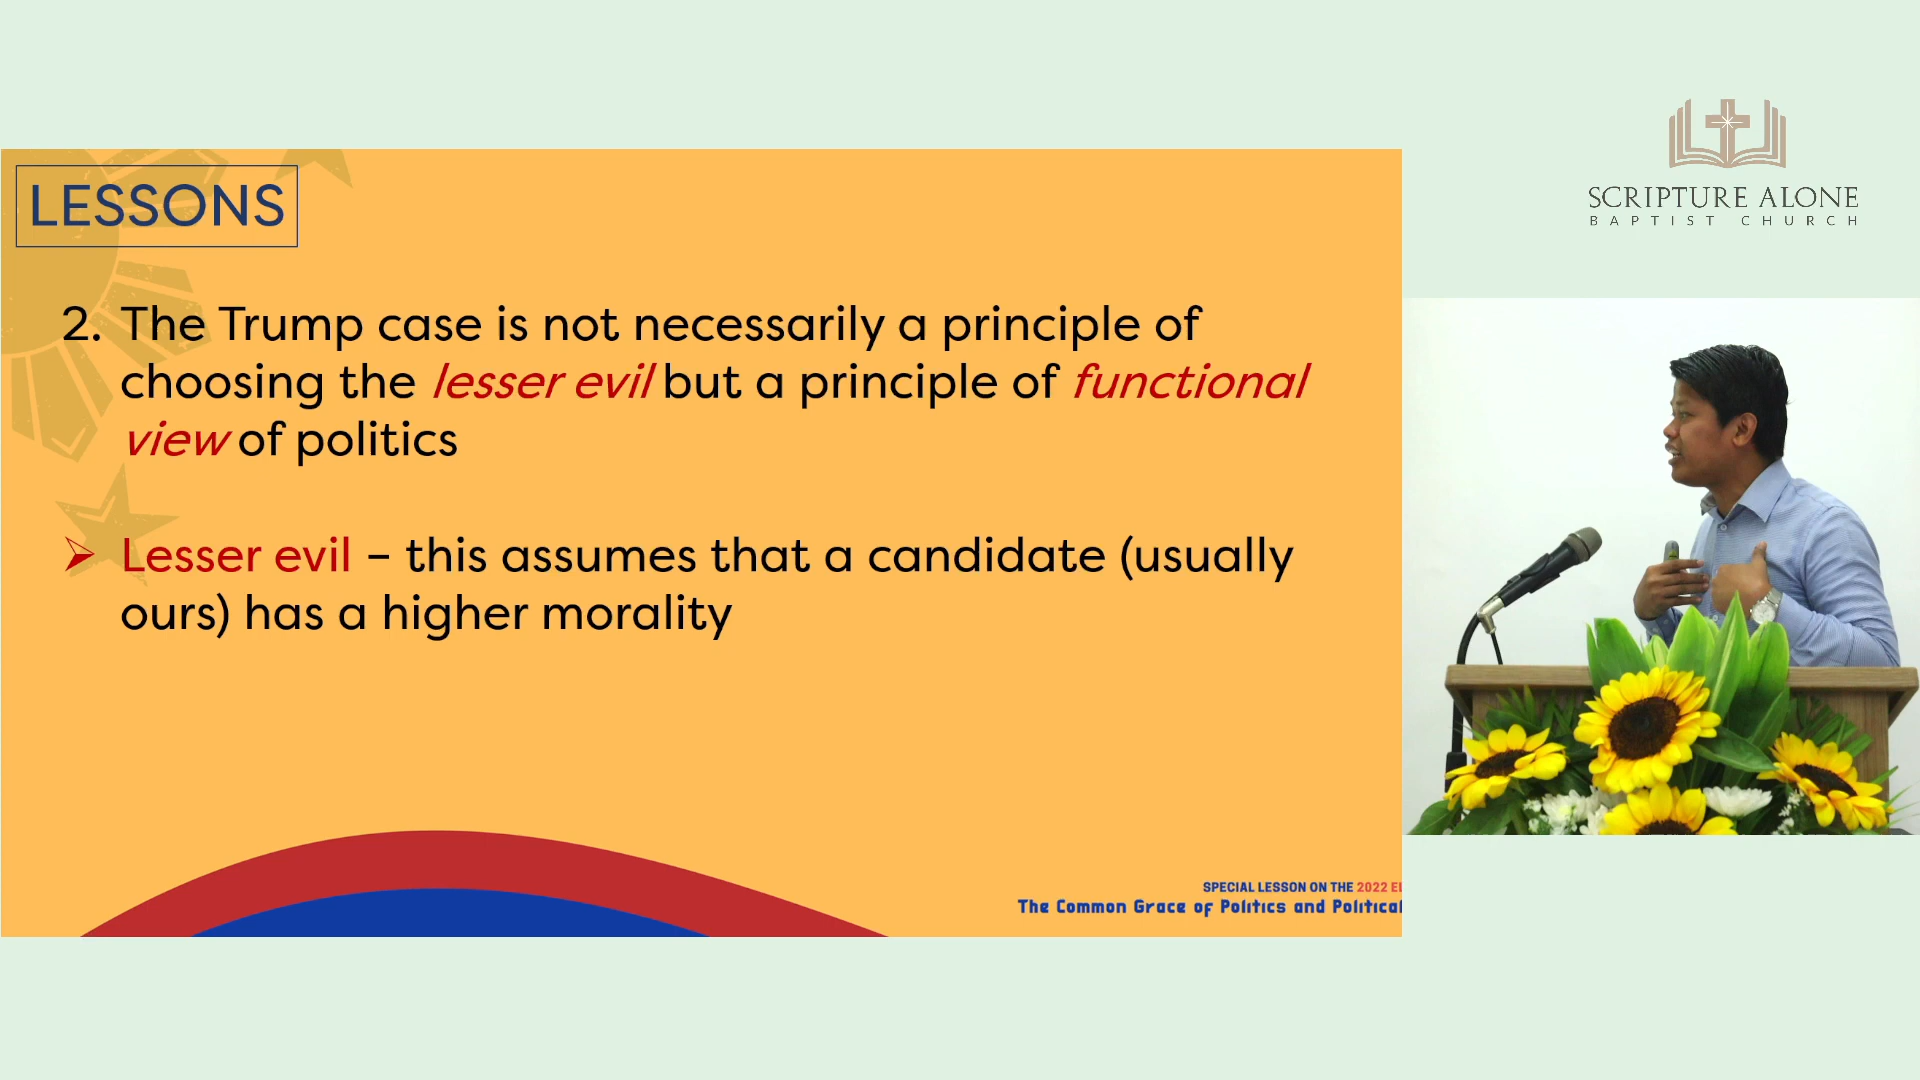 LESSONS
2. The Trump case is not necessarily a principle of
choosing the lesser evil but a principle of functional
view of politics
➢ Lesser evil – this assumes that a candidate (usually
ours) has a higher morality
SPECIAL LESSON ON THE 2022
The Common Grace of Politics and Political
SCRIPTURE ALONE
BAPTIST CHURCH